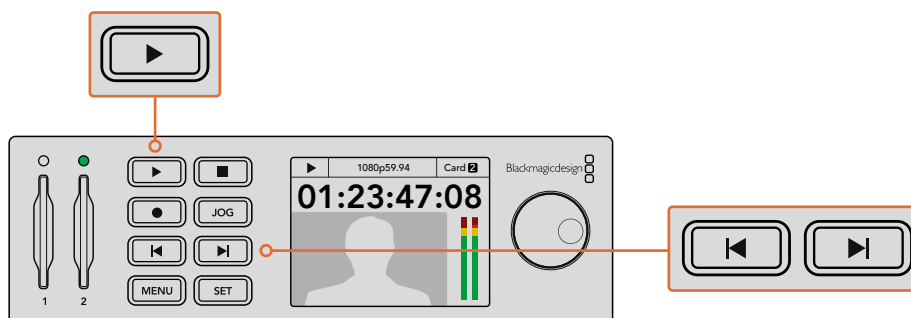 1080p59.94 Card 2
Blackmagicdesign
01:23:47:08
JOG
MENU SET
1 2